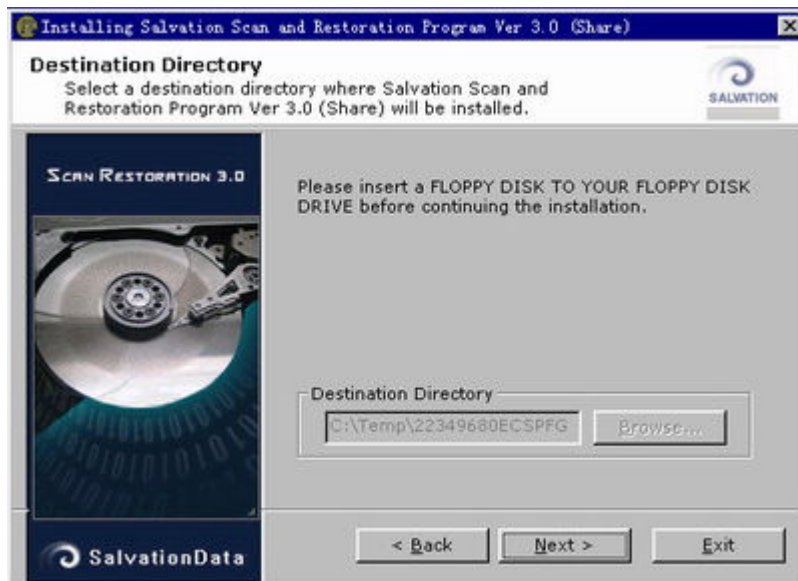 Installing Salvation Scan and Restoration Program Ver 3.0 (Share)
Destination Directory
Select a destination directory where Salvation Scan and
Restoration Program Ver 3.0 (Share) will be installed.
SALVATION
SCAN RESTORATION 3.0
Please insert a FLOPPY DISK TO YOUR FLOPPY DISK
DRIVE before continuing the installation.
Destination Directory
C:\Temp\22349680ECSPFG
Browse...
SalvationData
< Back
Next >
Exit